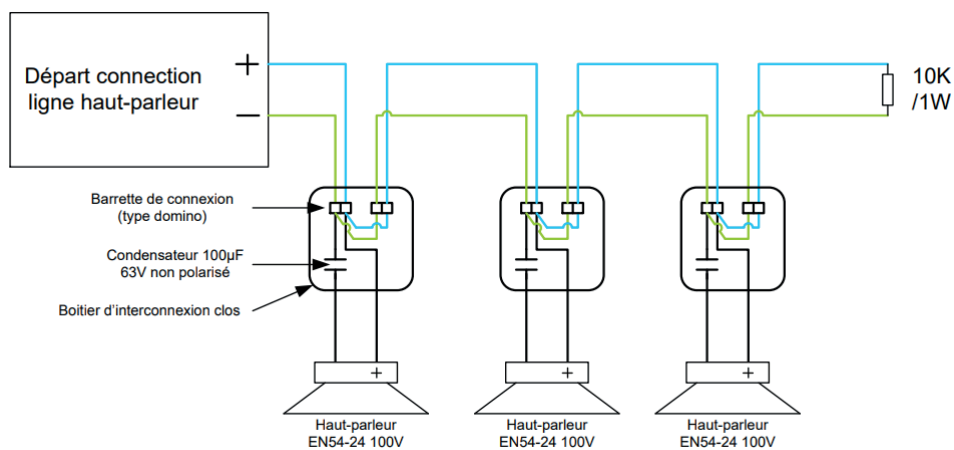 Départ connection
ligne haut-parleur
+
−
10K
/1W
Barrette de connexion
(type domino)
Condensateur 100µF
63V non polarisé
Boitier d'interconnexion clos
+
+
+
Haut-parleur
EN54-24 100V
Haut-parleur
EN54-24 100V
Haut-parleur
EN54-24 100V